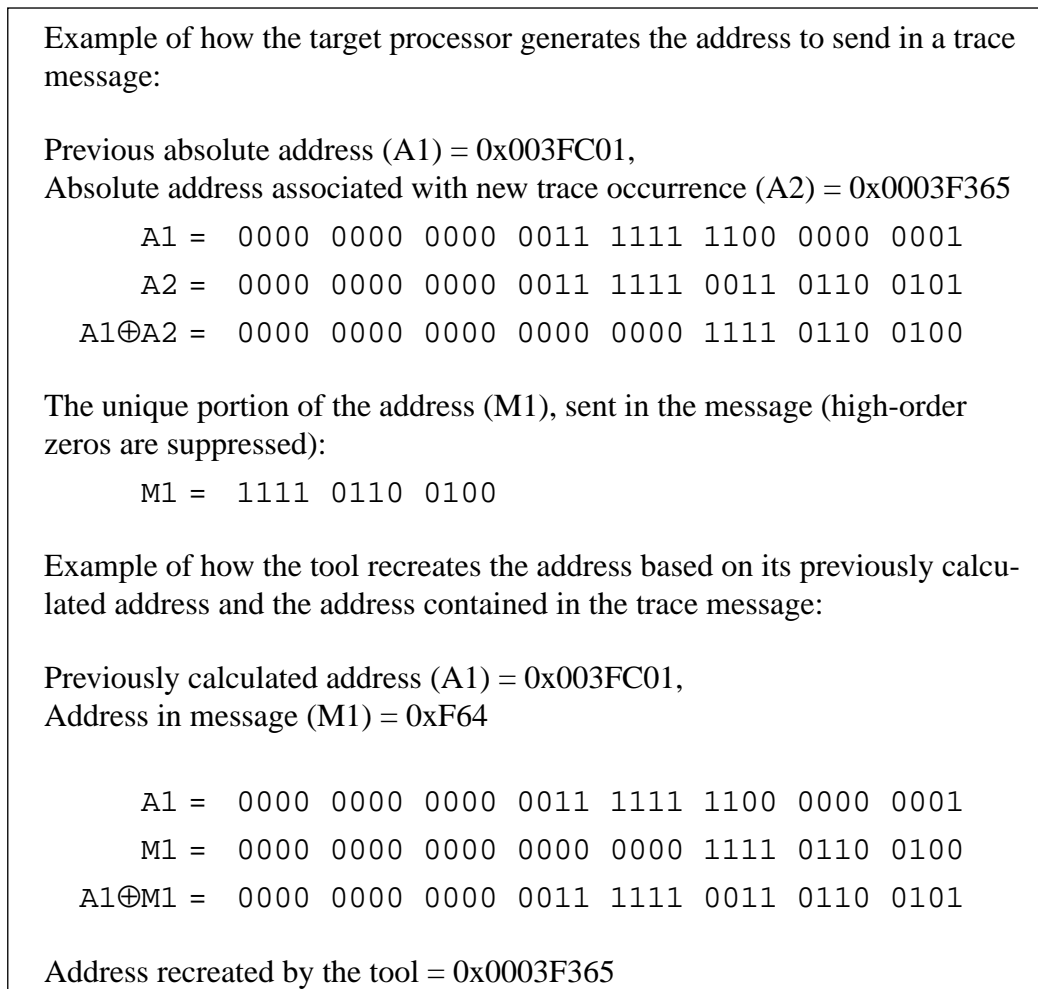 Example of how the target processor generates the address to send in a trace
message:
Previous absolute address (A1) = 0x003FC01,
Absolute address associated with new trace occurrence (A2) = 0x0003F365
A1 = 0000 0000 0000 0011 1111 1100 0000 0001
A2 = 0000 0000 0000 0011 1111 0011 0110 0101
A1⊕A2 = 0000 0000 0000 0000 0000 1111 0110 0100
The unique portion of the address (M1), sent in the message (high-order
zeros are suppressed):
M1 = 1111 0110 0100
Example of how the tool recreates the address based on its previously calcu-
lated address and the address contained in the trace message:
Previously calculated address (A1) = 0x003FC01,
Address in message (M1) = 0xF64
A1 = 0000 0000 0000 0011 1111 1100 0000 0001
M1 = 0000 0000 0000 0000 0000 1111 0110 0100
A1⊕M1 = 0000 0000 0000 0011 1111 0011 0110 0101
Address recreated by the tool = 0x0003F365